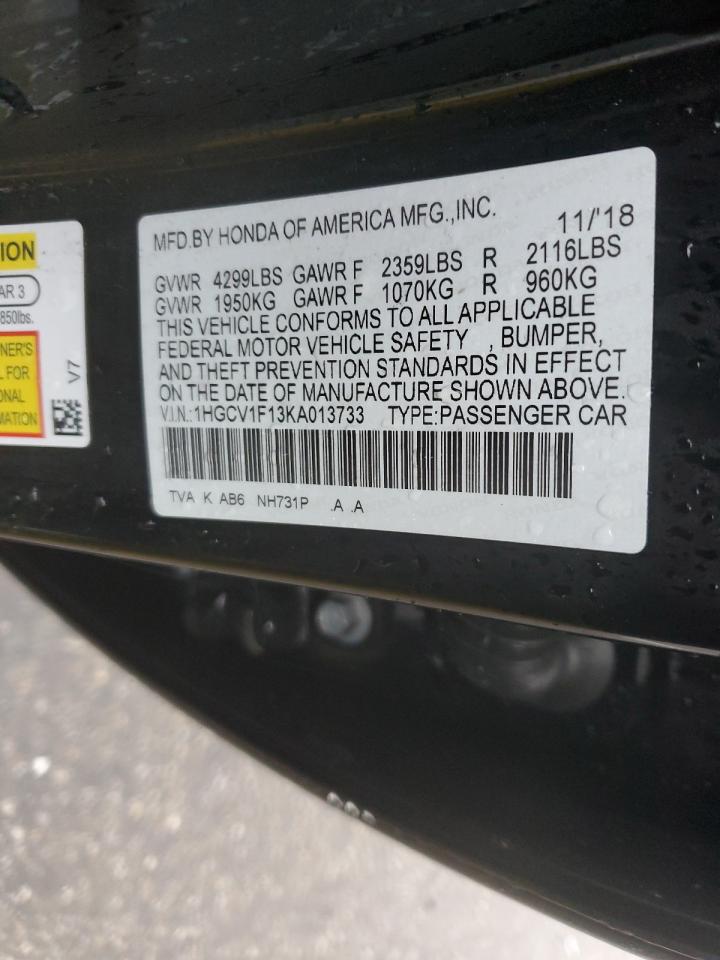 MFD.BY HONDA OF AMERICA MFG.,INC.
11/'18
GVWR 4299LBS GAWR F 2359LBS R 2116LBS
GVWR 1950KG GAWR F 1070KG R 960KG
THIS VEHICLE CONFORMS TO ALL APPLICABLE
FEDERAL MOTOR VEHICLE SAFETY , BUMPER,
AND THEFT PREVENTION STANDARDS IN EFFECT
ON THE DATE OF MANUFACTURE SHOWN ABOVE.
V.I.N.:1HGCV1F13KA013733 TYPE:PASSENGER CAR
TVA K AB6 NH731P .A .A
ION
AR 3
850lbs.
NER'S
L FOR
ONAL
MATION
V7